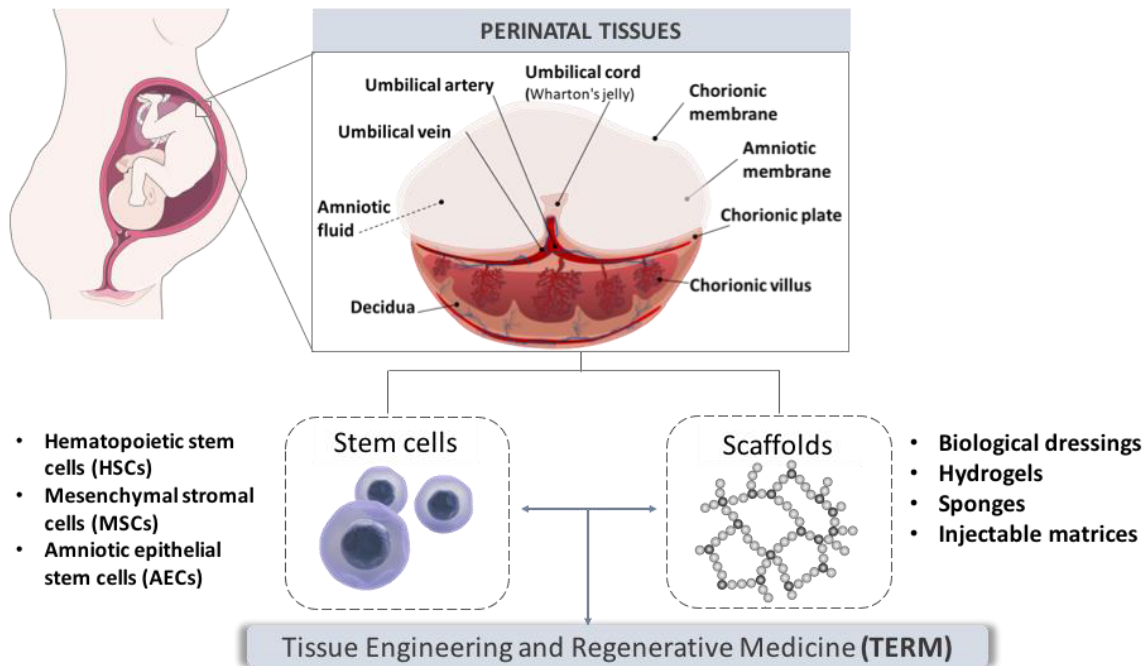 PERINATAL TISSUES
Umbilical artery
Umbilical cord
(Wharton's jelly)
Chorionic
membrane
Umbilical vein
Amniotic
membrane
Amniotic
fluid
Chorionic plate
Chorionic villus
Decidua
Stem cells
Scaffolds
• Hematopoietic stem
cells (HSCs)
• Mesenchymal stromal
cells (MSCs)
• Amniotic epithelial
stem cells (AECs)
• Biological dressings
• Hydrogels
• Sponges
• Injectable matrices
Tissue Engineering and Regenerative Medicine (TERM)